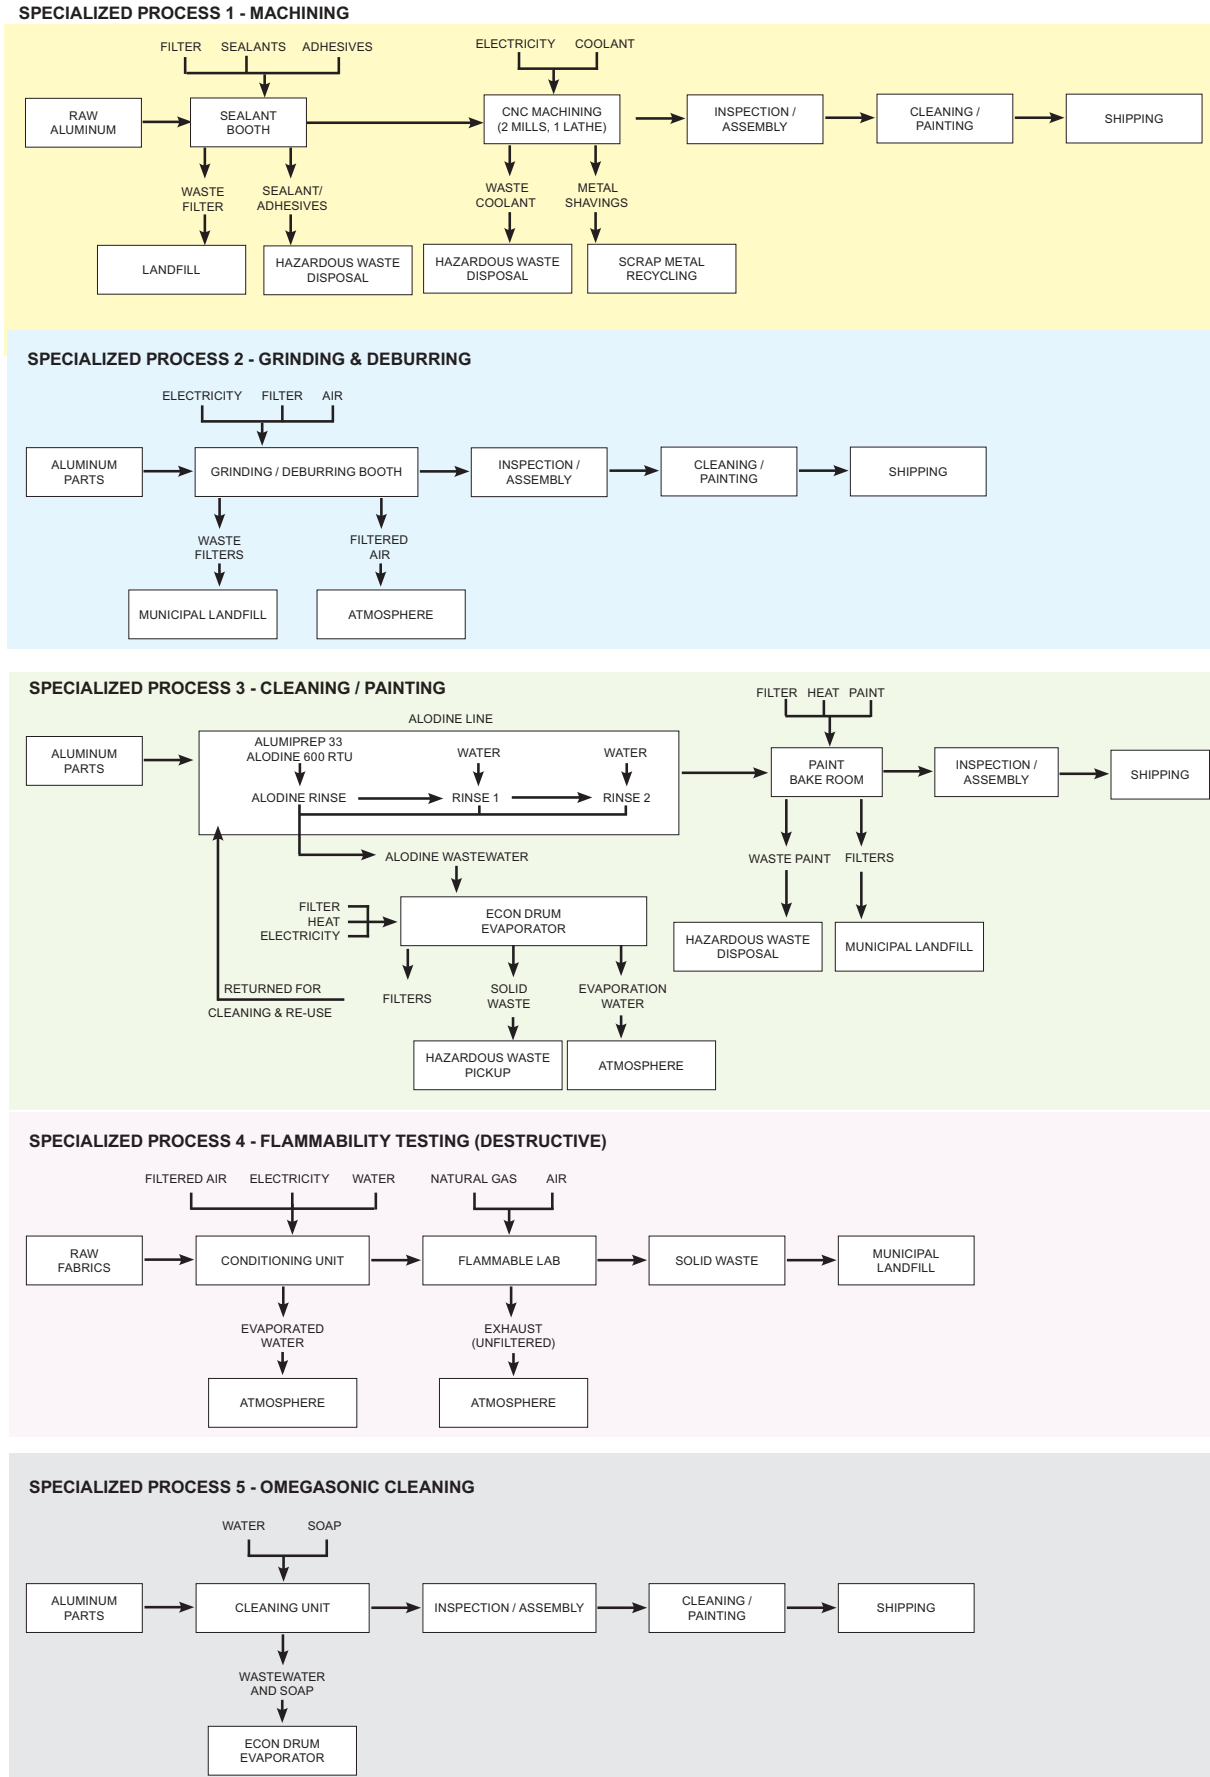 SPECIALIZED PROCESS 1 - MACHINING
FILTER SEALANTS ADHESIVES
ELECTRICITY COOLANT
RAW
ALUMINUM
SEALANT
BOOTH
CNC MACHINING
(2 MILLS, 1 LATHE)
INSPECTION /
ASSEMBLY
CLEANING /
PAINTING
SHIPPING
WASTE
FILTER
SEALANT/
ADHESIVES
WASTE
COOLANT
METAL
SHAVINGS
LANDFILL
HAZARDOUS WASTE
DISPOSAL
HAZARDOUS WASTE
DISPOSAL
SCRAP METAL
RECYCLING
SPECIALIZED PROCESS 2 - GRINDING & DEBURRING
ELECTRICITY FILTER AIR
ALUMINUM
PARTS
GRINDING / DEBURRING BOOTH
INSPECTION /
ASSEMBLY
CLEANING /
PAINTING
SHIPPING
WASTE
FILTERS
FILTERED
AIR
MUNICIPAL LANDFILL
ATMOSPHERE
SPECIALIZED PROCESS 3 - CLEANING / PAINTING
FILTER HEAT PAINT
ALODINE LINE
ALUMINUM
PARTS
ALUMIPREP 33
ALODINE 600 RTU
WATER
WATER
ALODINE RINSE
RINSE 1
RINSE 2
PAINT
BAKE ROOM
INSPECTION /
ASSEMBLY
SHIPPING
ALODINE WASTEWATER
WASTE PAINT
FILTERS
FILTER
HEAT
ELECTRICITY
ECON DRUM
EVAPORATOR
HAZARDOUS WASTE
DISPOSAL
MUNICIPAL LANDFILL
RETURNED FOR
CLEANING & RE-USE
FILTERS
SOLID
WASTE
EVAPORATION
WATER
HAZARDOUS WASTE
PICKUP
ATMOSPHERE
SPECIALIZED PROCESS 4 - FLAMMABILITY TESTING (DESTRUCTIVE)
FILTERED AIR ELECTRICITY WATER
NATURAL GAS AIR
RAW
FABRICS
CONDITIONING UNIT
FLAMMABLE LAB
SOLID WASTE
MUNICIPAL
LANDFILL
EVAPORATED
WATER
EXHAUST
(UNFILTERED)
ATMOSPHERE
ATMOSPHERE
SPECIALIZED PROCESS 5 - OMEGASONIC CLEANING
WATER SOAP
ALUMINUM
PARTS
CLEANING UNIT
INSPECTION / ASSEMBLY
CLEANING /
PAINTING
SHIPPING
WASTEWATER
AND SOAP
ECON DRUM
EVAPORATOR